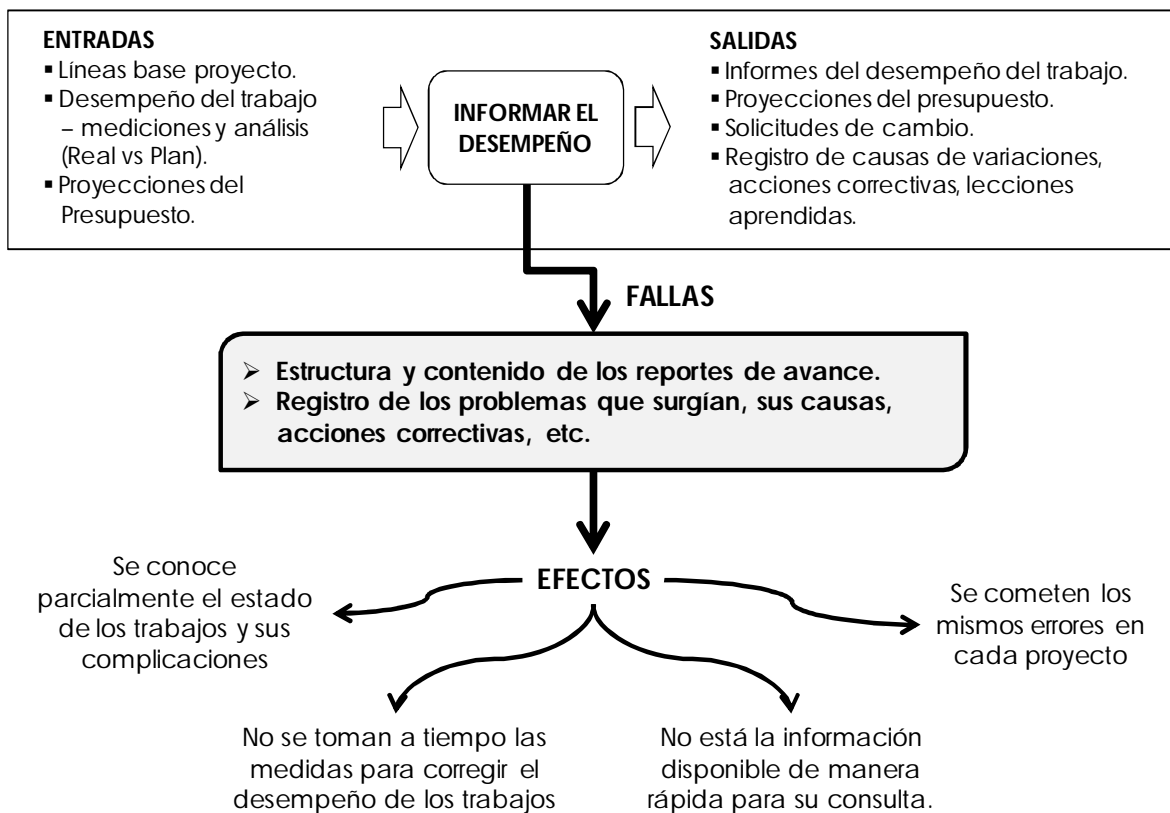 ENTRADAS
▪ Líneas base proyecto.
▪ Desempeño del trabajo
– mediciones y análisis
(Real vs Plan).
▪ Proyecciones del
Presupuesto.
INFORMAR EL
DESEMPEÑO
SALIDAS
▪ Informes del desempeño del trabajo.
▪ Proyecciones del presupuesto.
▪ Solicitudes de cambio.
▪ Registro de causas de variaciones,
acciones correctivas, lecciones
aprendidas.
FALLAS
➢ Estructura y contenido de los reportes de avance.
➢ Registro de los problemas que surgían, sus causas,
acciones correctivas, etc.
EFECTOS
Se conoce
parcialmente el estado
de los trabajos y sus
complicaciones
No se toman a tiempo las
medidas para corregir el
desempeño de los trabajos
No está la información
disponible de manera
rápida para su consulta.
Se cometen los
mismos errores en
cada proyecto